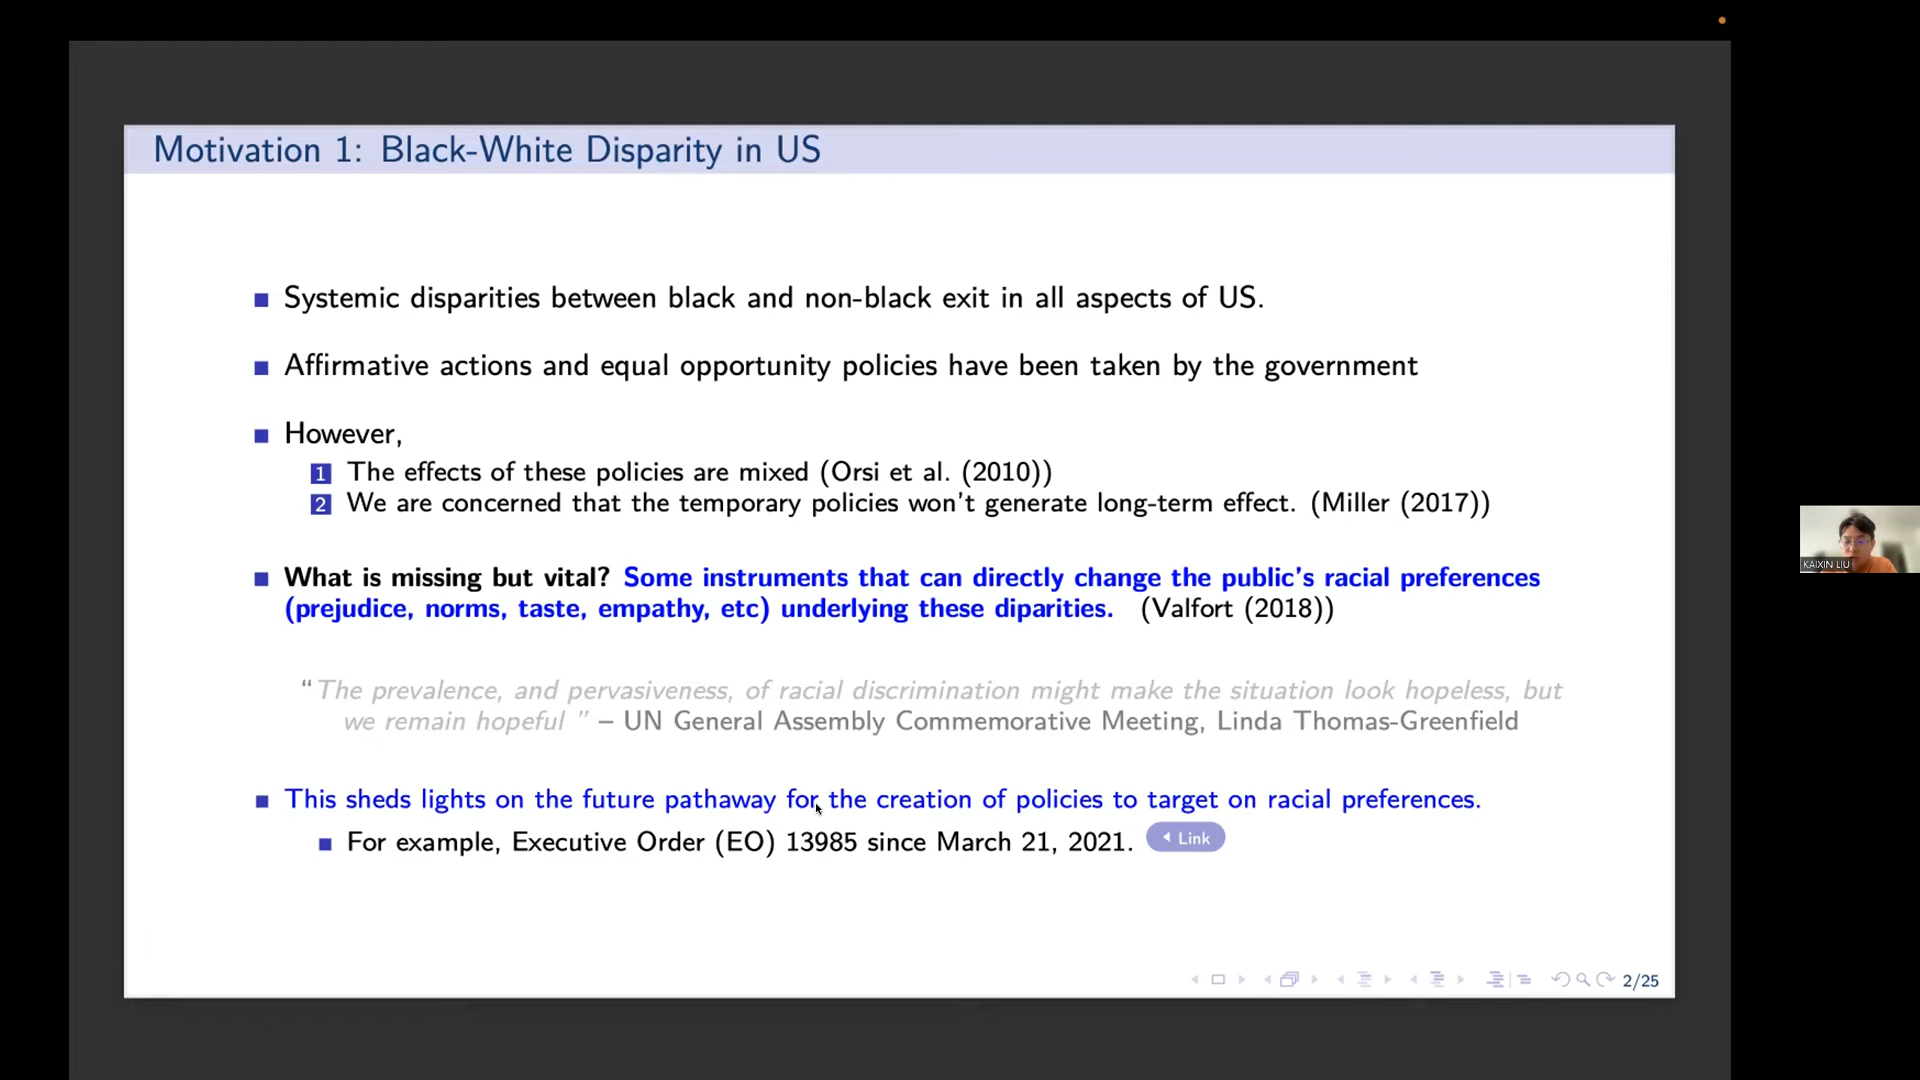 Motivation 1: Black-White Disparity in US
Systemic disparities between black and non-black exit in all aspects of US.
Affirmative actions and equal opportunity policies have been taken by the government
However,
1 The effects of these policies are mixed (Orsi et al. (2010))
2 We are concerned that the temporary policies won't generate long-term effect. (Miller (2017))
What is missing but vital? Some instruments that can directly change the public's racial preferences
(prejudice, norms, taste, empathy, etc) underlying these diparities. (Valfort (2018))
“The prevalence, and pervasiveness, of racial discrimination might make the situation look hopeless, but
we remain hopeful ” – UN General Assembly Commemorative Meeting, Linda Thomas-Greenfield
This sheds lights on the future pathaway for the creation of policies to target on racial preferences.
For example, Executive Order (EO) 13985 since March 21, 2021. Link
2/25
KAIXIN LIU